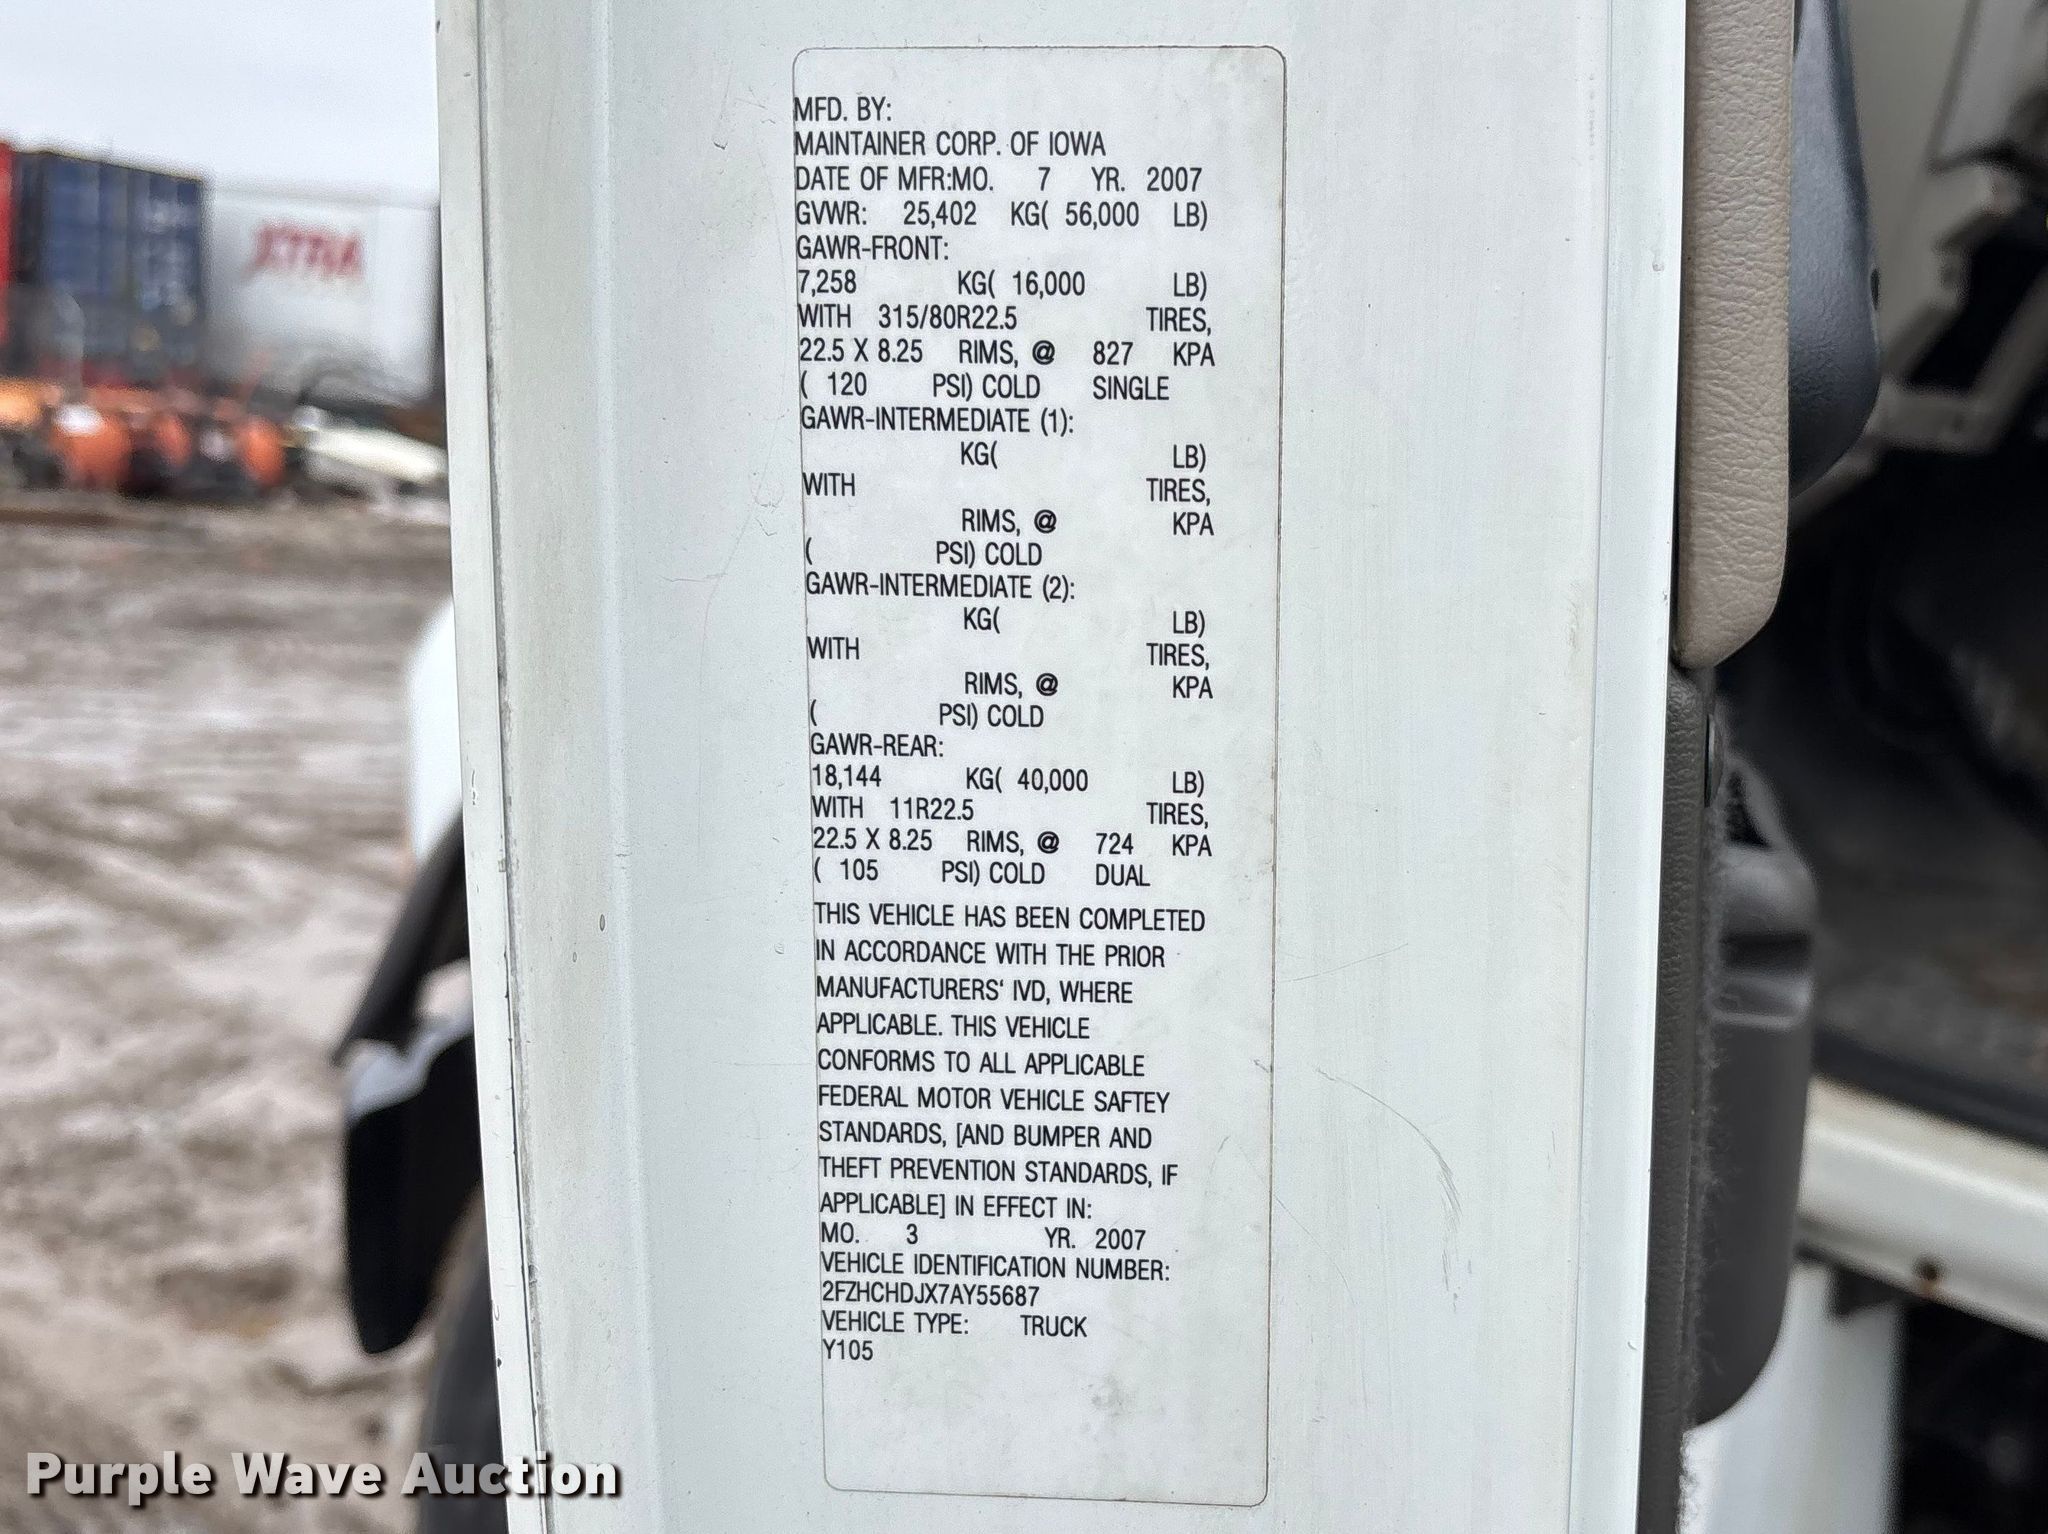 MFD. BY:
MAINTAINER CORP. OF IOWA
DATE OF MFR:MO. 7 YR. 2007
GVWR: 25,402 KG( 56,000 LB)
GAWR-FRONT:
7,258 KG( 16,000 LB)
WITH 315/80R22.5 TIRES,
22.5 X 8.25 RIMS, @ 827 KPA
( 120 PSI) COLD SINGLE
GAWR-INTERMEDIATE (1):
KG( LB)
WITH TIRES,
RIMS, @ KPA
( PSI) COLD
GAWR-INTERMEDIATE (2):
KG( LB)
WITH TIRES,
RIMS, @ KPA
( PSI) COLD
GAWR-REAR:
18,144 KG( 40,000 LB)
WITH 11R22.5 TIRES,
22.5 X 8.25 RIMS, @ 724 KPA
( 105 PSI) COLD DUAL
THIS VEHICLE HAS BEEN COMPLETED
IN ACCORDANCE WITH THE PRIOR
MANUFACTURERS' IVD, WHERE
APPLICABLE. THIS VEHICLE
CONFORMS TO ALL APPLICABLE
FEDERAL MOTOR VEHICLE SAFTEY
STANDARDS, [AND BUMPER AND
THEFT PREVENTION STANDARDS, IF
APPLICABLE] IN EFFECT IN:
MO. 3 YR. 2007
VEHICLE IDENTIFICATION NUMBER:
2FZHCHDJX7AY55687
VEHICLE TYPE: TRUCK
Y105
XTRA
Purple Wave Auction